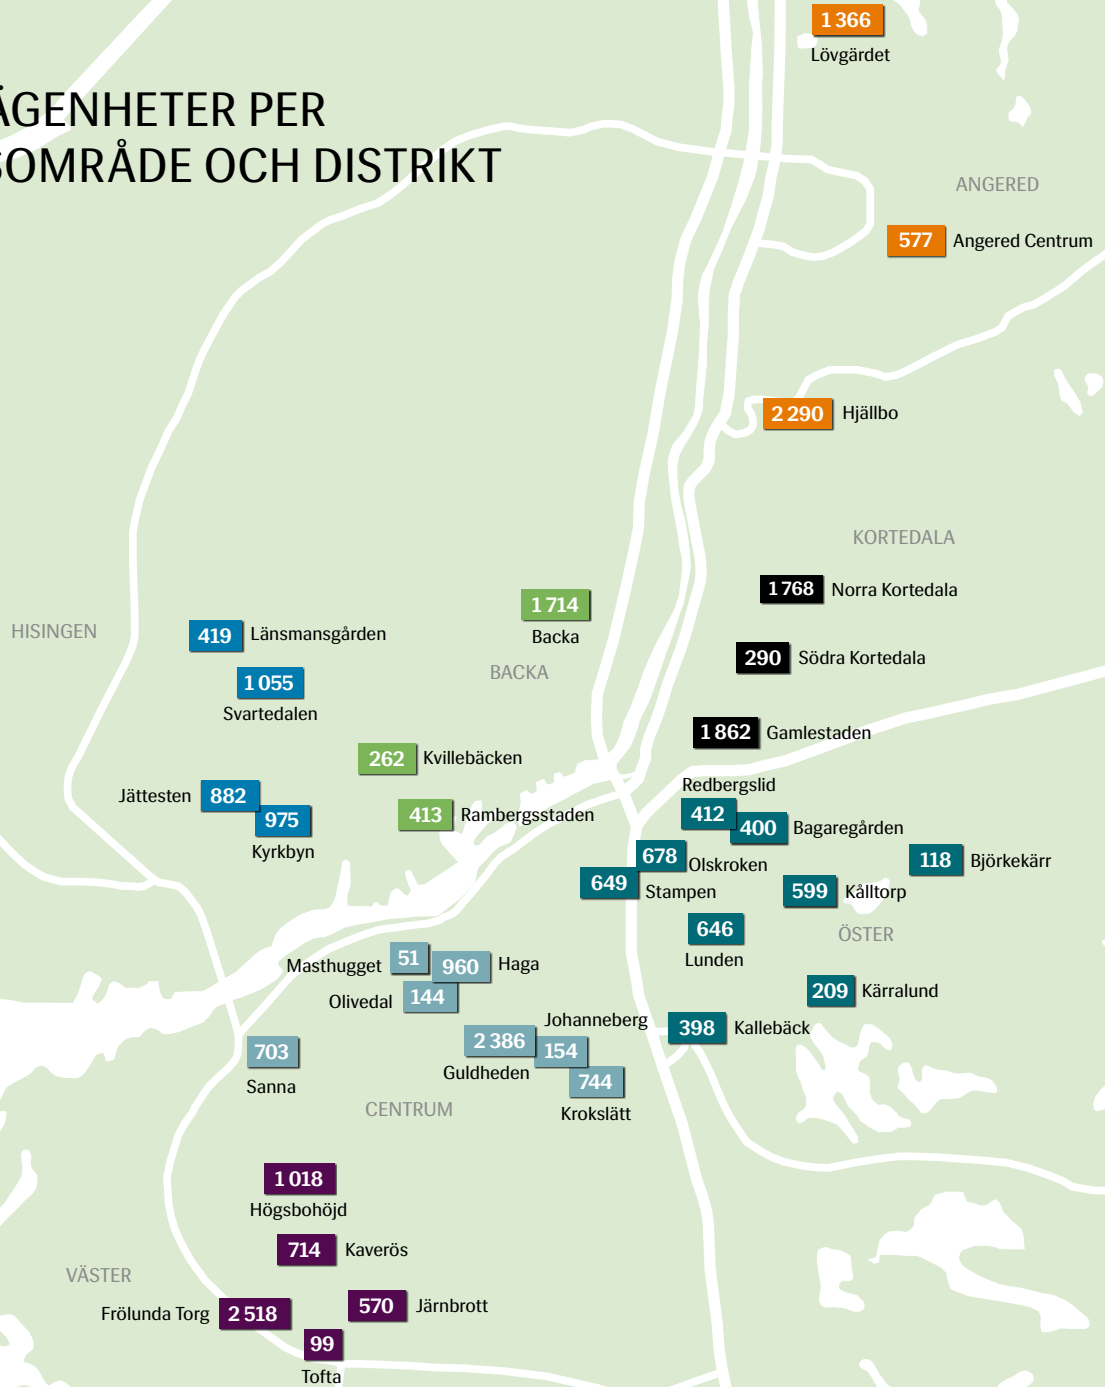 1 366
Lövgärdet
ÄGENHETER PER
SOMRÅDE OCH DISTRIKT
ANGERED
577 Angered Centrum
2 290 Hjällbo
KORTEDALA
1 768 Norra Kortedala
1 714
Backa
HISINGEN
419 Länsmansgården
290 Södra Kortedala
BACKA
1 055
Svartedalen
1 862 Gamlestaden
262 Kvillebäcken
Redbergslid
412
Jättesten 882
413 Rambergsstaden
975
Kyrkbyn
400 Bagaregården
678 Olskroken
118 Björkekärr
649 Stampen
599 Kålltorp
646
Lunden
ÖSTER
Masthugget 51
960 Haga
Olivedal 144
209 Kärralund
Johanneberg
154
398 Kallebäck
2 386
Guldheden
703
Sanna
744
Krokslätt
CENTRUM
1 018
Högsbohöjd
714 Kaverös
VÄSTER
Frölunda Torg 2 518
570 Järnbrott
99
Tofta